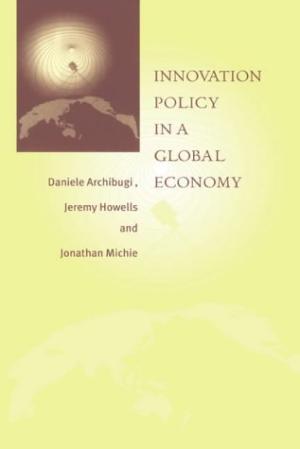 INNOVATION
POLICY
IN A
GLOBAL
ECONOMY
Daniele Archibugi,
Jeremy Howells
and
Jonathan Michie